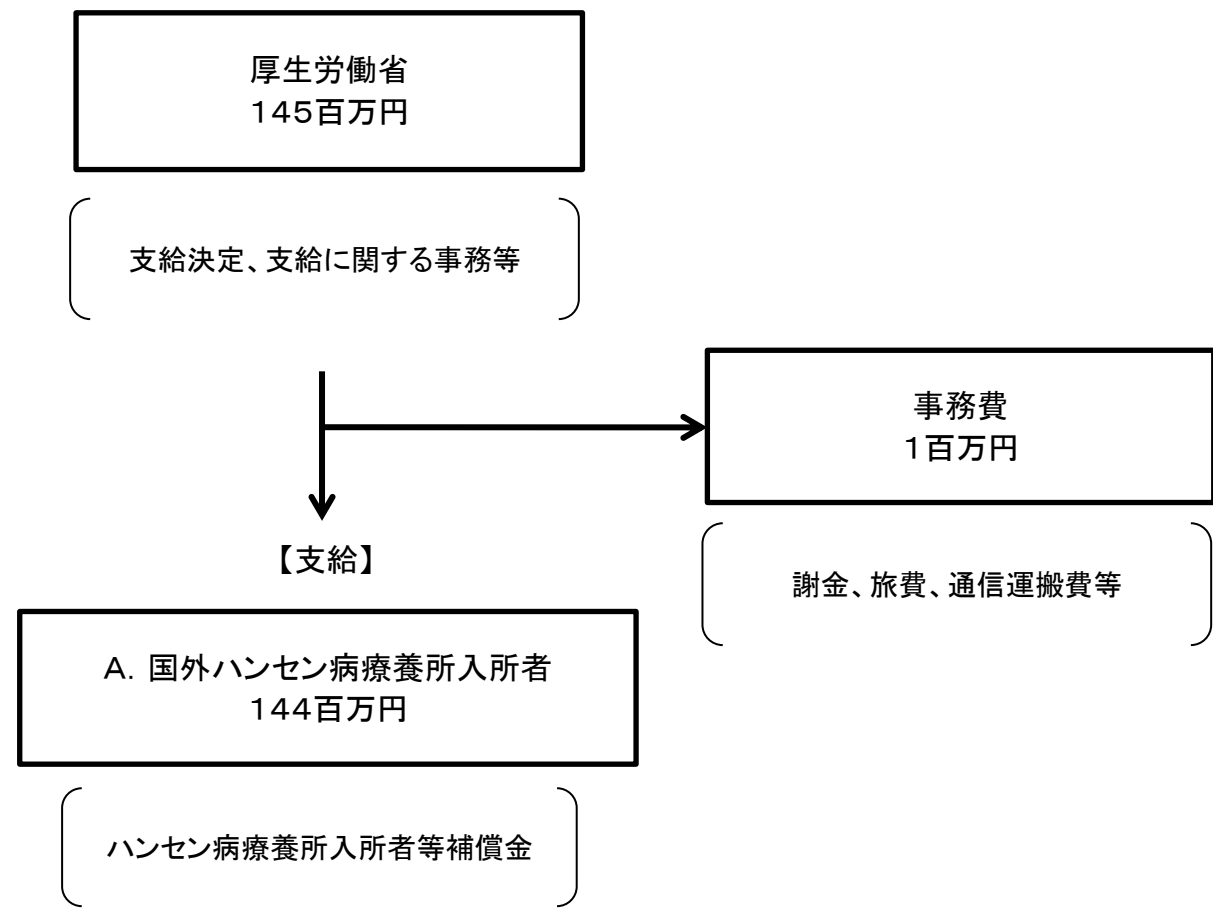 厚生労働省
145百万円
支給決定、支給に関する事務等
事務費
1百万円
【支給】
謝金、旅費、通信運搬費等
A. 国外ハンセン病療養所入所者
144百万円
ハンセン病療養所入所者等補償金